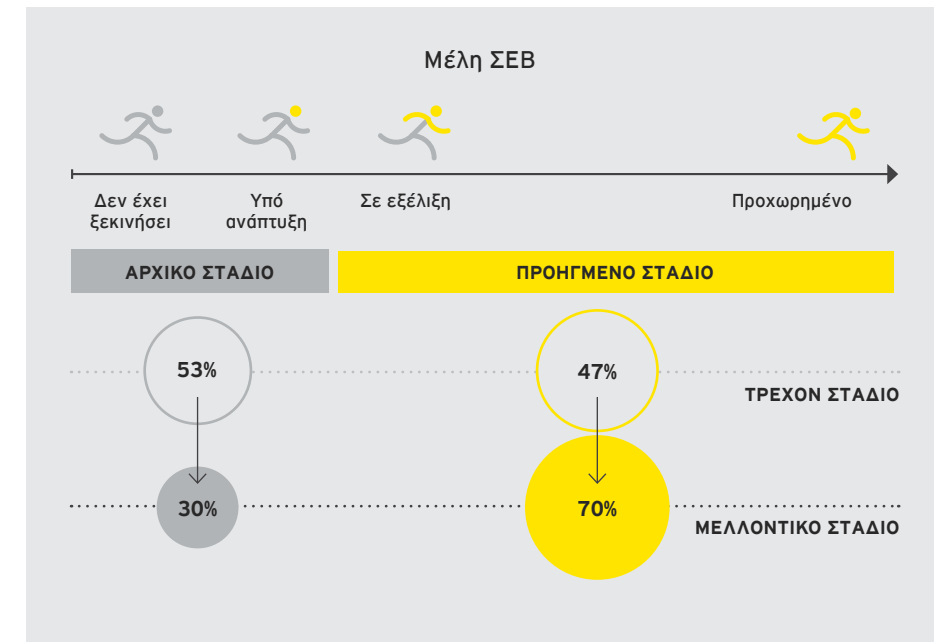 Μέλη ΣΕΒ
Δεν έχει
ξεκινήσει
Υπό
ανάπτυξη
Σε εξέλιξη
Προχωρημένο
ΑΡΧΙΚΟ ΣΤΑΔΙΟ
ΠΡΟΗΓΜΕΝΟ ΣΤΑΔΙΟ
53%
47%
ΤΡΕΧΟΝ ΣΤΑΔΙΟ
30%
70%
ΜΕΛΛΟΝΤΙΚΟ ΣΤΑΔΙΟ